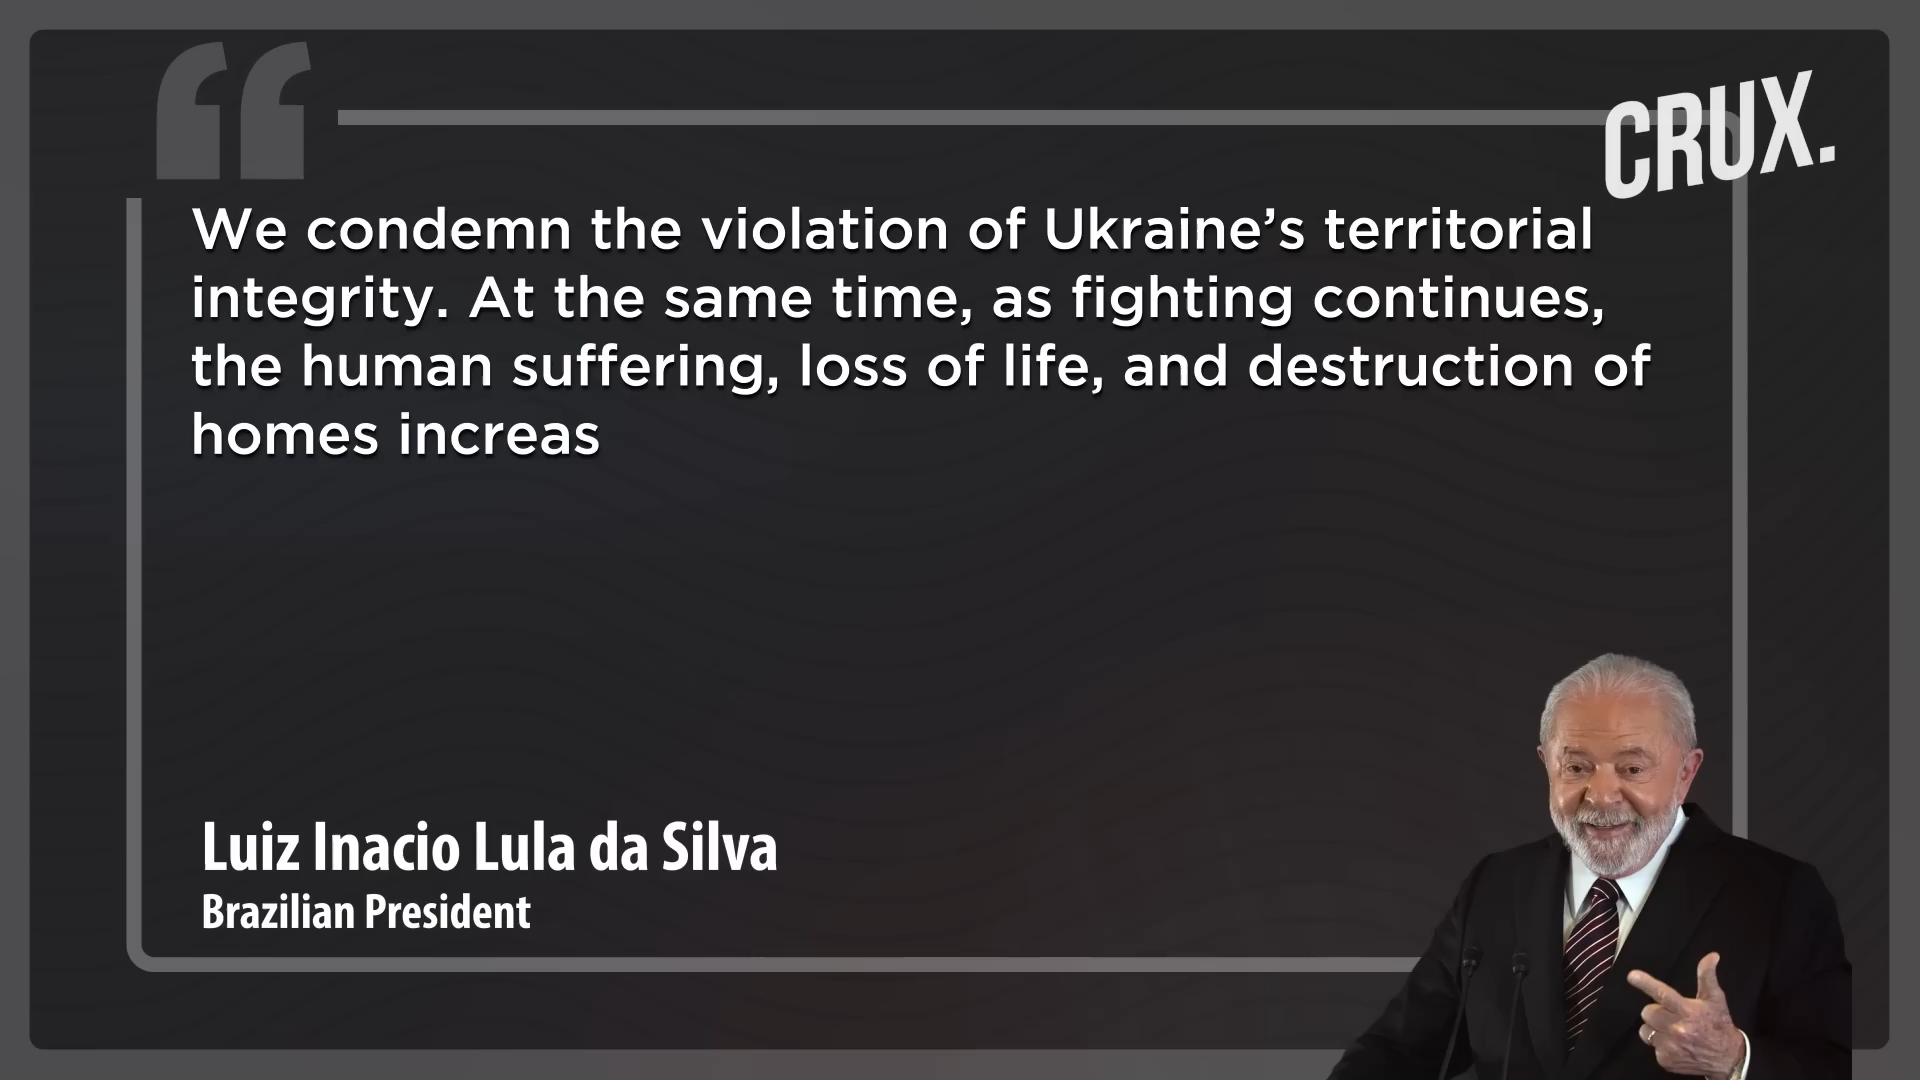 CRUX.
We condemn the violation of Ukraine’s territorial
integrity. At the same time, as fighting continues,
the human suffering, loss of life, and destruction of
homes increas
Luiz Inacio Lula da Silva
Brazilian President